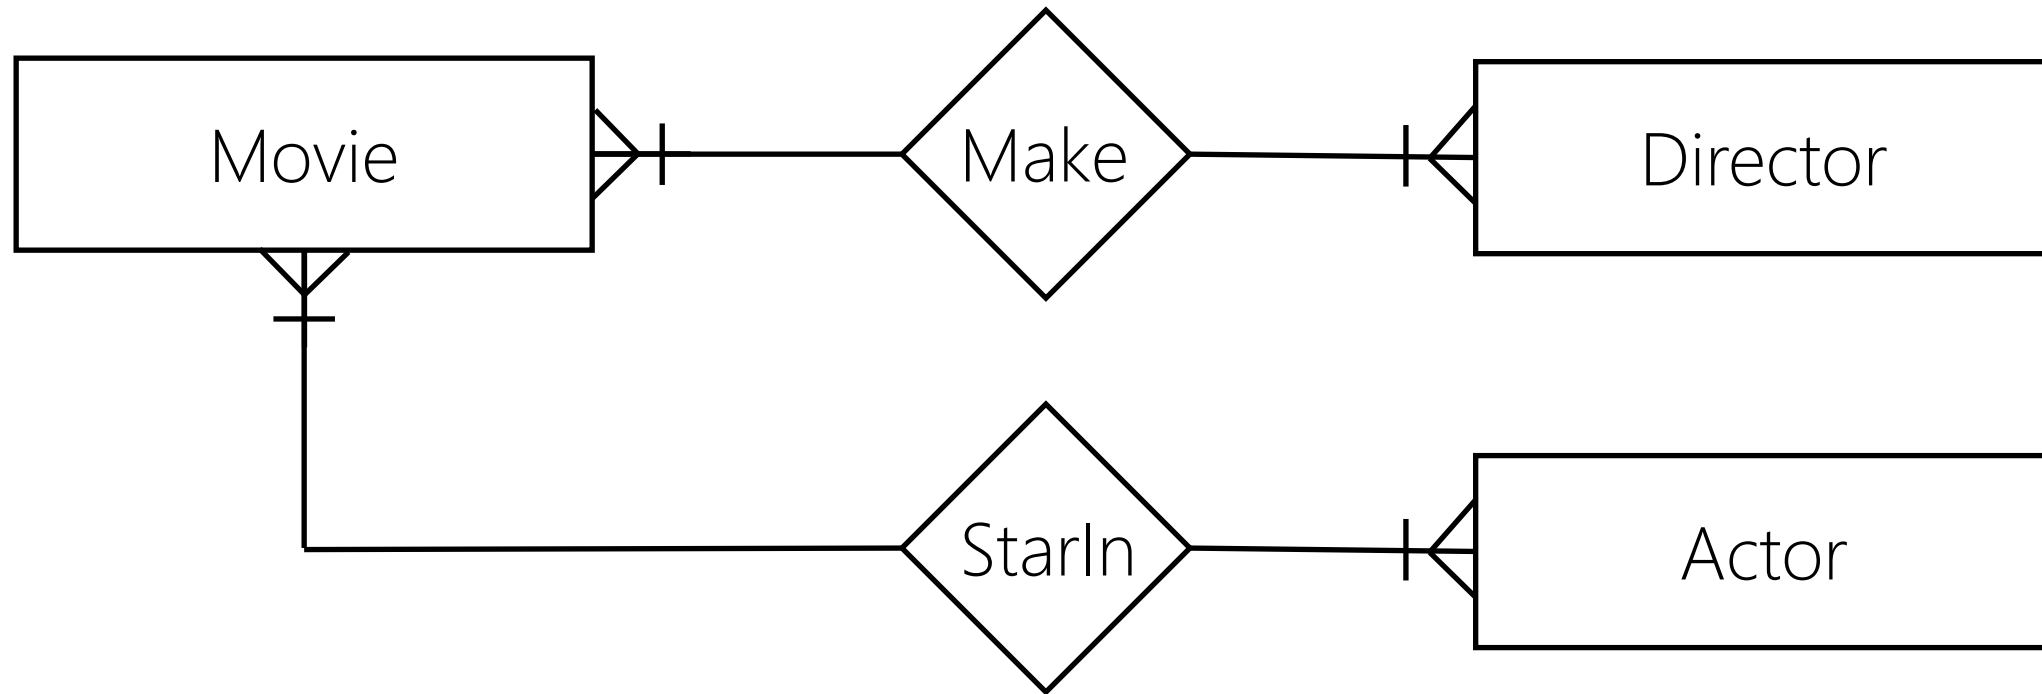 Movie
Make
Director
StarIn
Actor